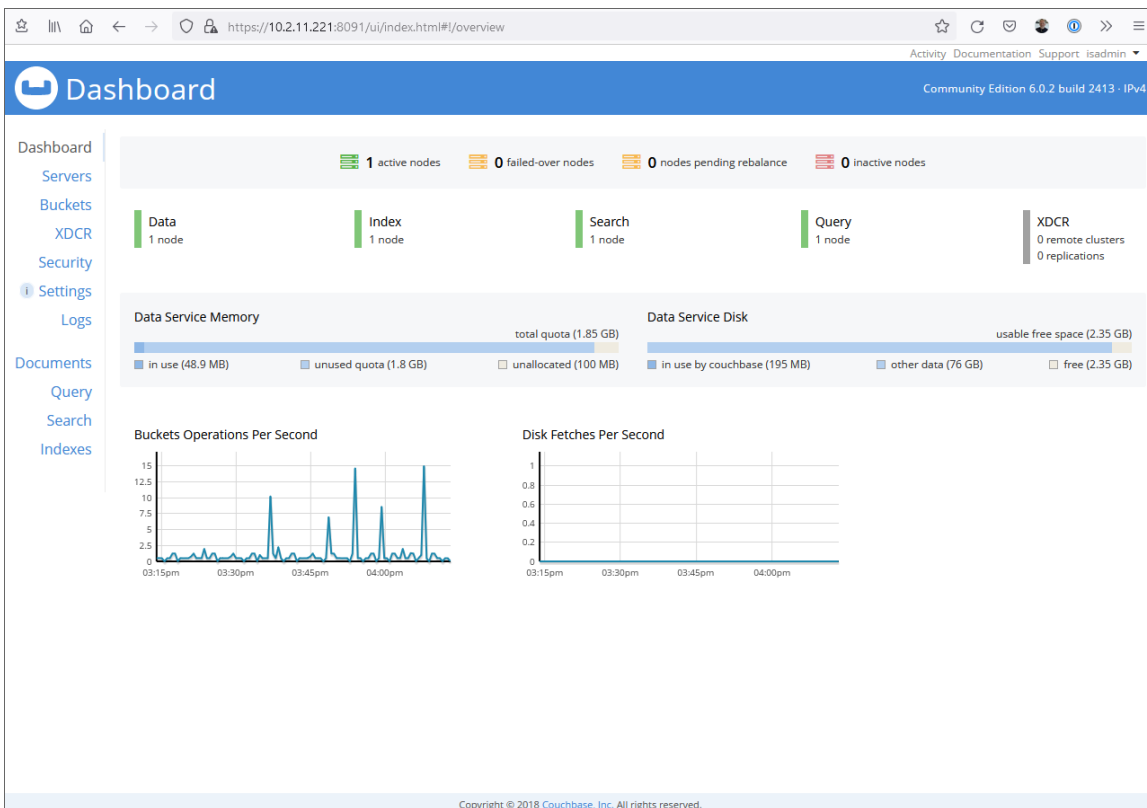 https://10.2.11.221:8091/ui/index.html#!/overview
Activity Documentation Support isadmin
Dashboard
Community Edition 6.0.2 build 2413 · IPv4
Dashboard
Servers
Buckets
XDCR
Security
Settings
Logs
Documents
Query
Search
Indexes
1 active nodes 0 failed-over nodes 0 nodes pending rebalance 0 inactive nodes
Data
1 node
Index
1 node
Search
1 node
Query
1 node
XDCR
0 remote clusters
0 replications
Data Service Memory
total quota (1.85 GB)
in use (48.9 MB) unused quota (1.8 GB) unallocated (100 MB)
Data Service Disk
usable free space (2.35 GB)
in use by couchbase (195 MB) other data (76 GB) free (2.35 GB)
Buckets Operations Per Second
15
12.5
10
7.5
5
2.5
0
03:15pm 03:30pm 03:45pm 04:00pm
Disk Fetches Per Second
1
0.8
0.6
0.4
0.2
0
03:15pm 03:30pm 03:45pm 04:00pm
Copyright © 2018 Couchbase, Inc. All rights reserved.